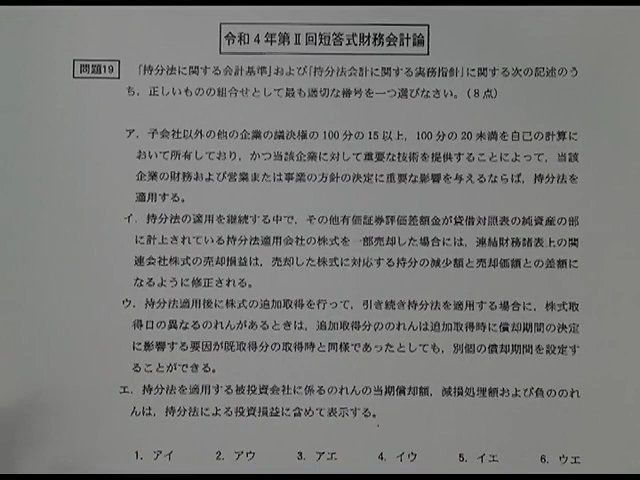 令和4年第Ⅱ回短答式財務会計論
問題19 「持分法に関する会計基準」および「持分法会計に関する実務指針」に関する次の記述のう
ち，正しいものの組合せとして最も適切な番号を一つ選びなさい。（8点）
ア．子会社以外の他の企業の議決権の100分の15以上，100分の20未満を自己の計算に
おいて所有しており，かつ当該企業に対して重要な技術を提供することによって，当該
企業の財務および営業または事業の方針の決定に重要な影響を与えるならば，持分法を
適用する。
イ．持分法の適用を継続する中で，その他有価証券評価差額金が貸借対照表の純資産の部
に計上されている持分法適用会社の株式を一部売却した場合には，連結財務諸表上の関
連会社株式の売却損益は，売却した株式に対応する持分の減少額と売却価額との差額に
なるように修正される。
ウ．持分法適用後に株式の追加取得を行って，引き続き持分法を適用する場合に，株式取
得日の異なるのれんがあるときは，追加取得分ののれんは追加取得時に償却期間の決定
に影響する要因が既取得分の取得時と同様であったとしても，別個の償却期間を設定す
ることができる。
エ．持分法を適用する被投資会社に係るのれんの当期償却額，減損処理額および負ののれ
んは，持分法による投資損益に含めて表示する。
1．アイ 2．アウ 3．アエ 4．イウ 5．イエ 6．ウエ